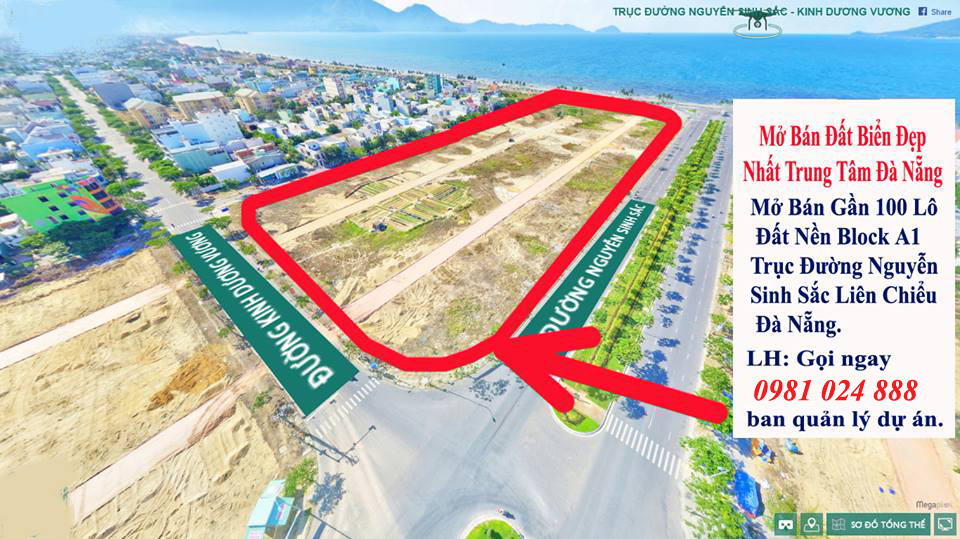 TRỤC ĐƯỜNG NGUYỄN SINH SẮC - KINH DƯƠNG VƯƠNG
Share
Mở Bán Đất Biển Đẹp
Nhất Trung Tâm Đà Nẵng
Mở Bán Gần 100 Lô
Đất Nền Block A1
Trục Đường Nguyễn
Sinh Sắc Liên Chiểu
Đà Nẵng.
LH: Gọi ngay
0981 024 888
ban quản lý dự án.
ĐƯỜNG KINH DƯƠNG VƯƠNG
ĐƯỜNG NGUYỄN SINH SẮC
SƠ ĐỒ TỔNG THỂ